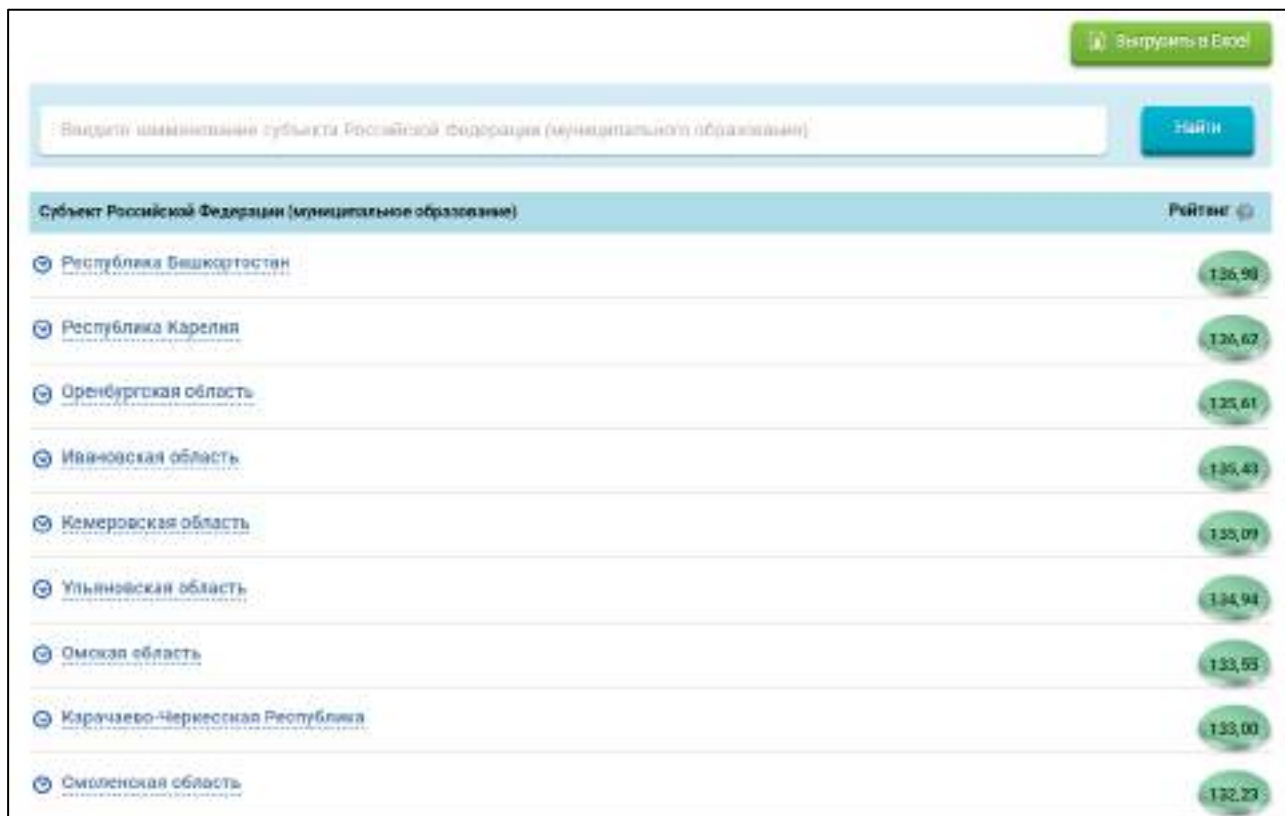 Выгрузить в Excel
Введите наименование субъекта Российской Федерации (муниципального образования)
Найти
Субъект Российской Федерации (муниципальное образование) Рейтинг
Республика Башкортостан 136,98
Республика Карелия 136,62
Оренбургская область 135,61
Ивановская область 135,43
Кемеровская область 135,09
Ульяновская область 134,94
Омская область 133,55
Карачаево-Черкесская Республика 133,00
Смоленская область 132,23